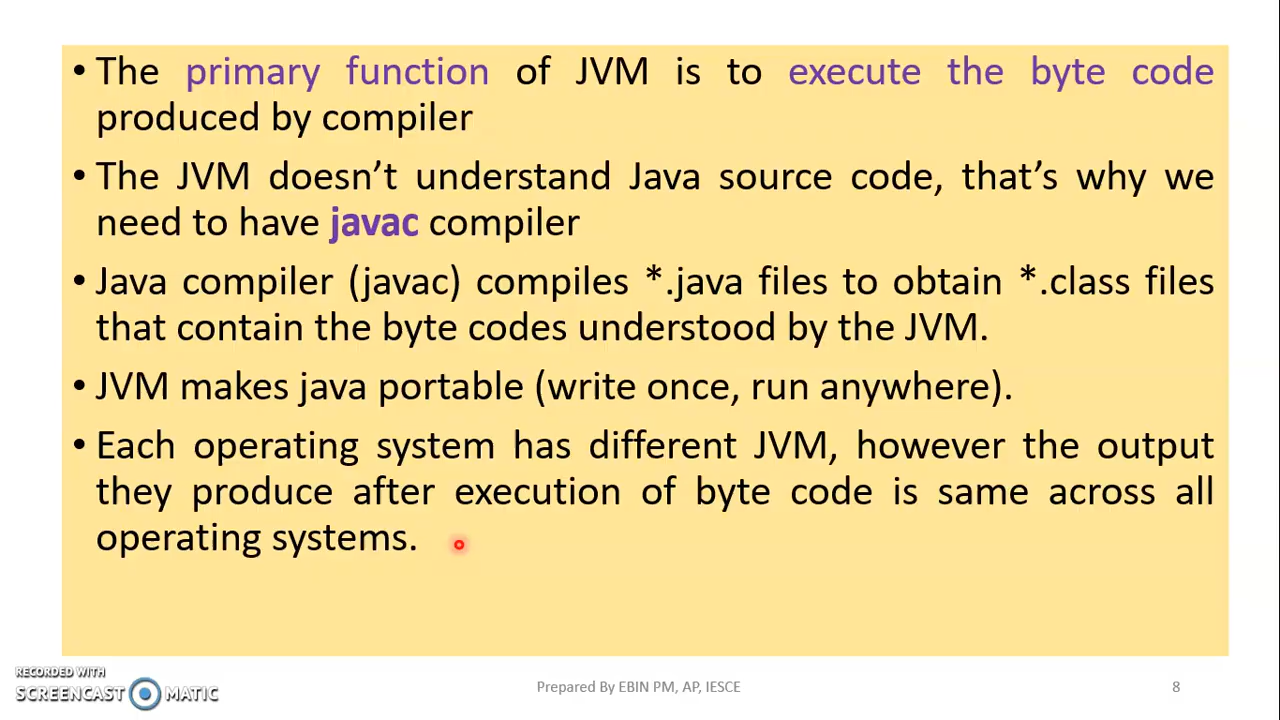 • The primary function of JVM is to execute the byte code
produced by compiler
• The JVM doesn't understand Java source code, that's why we
need to have javac compiler
• Java compiler (javac) compiles *.java files to obtain *.class files
that contain the byte codes understood by the JVM.
• JVM makes java portable (write once, run anywhere).
• Each operating system has different JVM, however the output
they produce after execution of byte code is same across all
operating systems.
RECORDED WITH
SCREENCAST MATIC
Prepared By EBIN PM, AP, IESCE
8